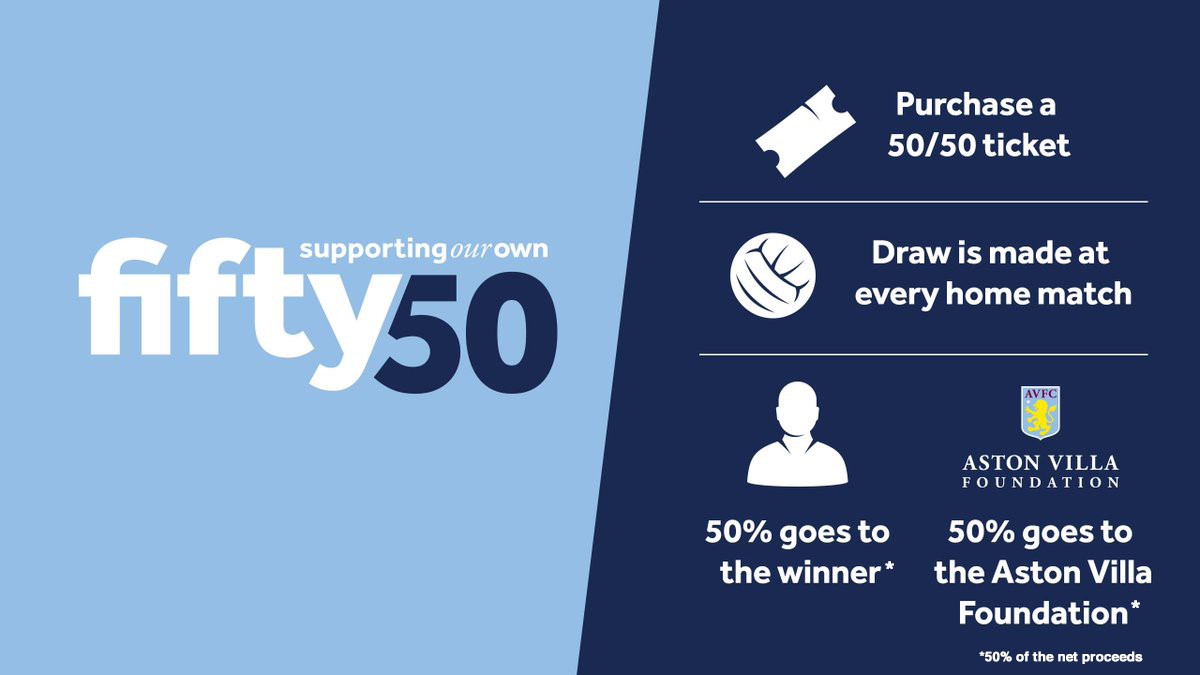 supporting our own
fifty50
Purchase a
50/50 ticket
Draw is made at
every home match
50% goes to
the winner*
AVFC
ASTON VILLA
FOUNDATION
50% goes to
the Aston Villa
Foundation*
*50% of the net proceeds